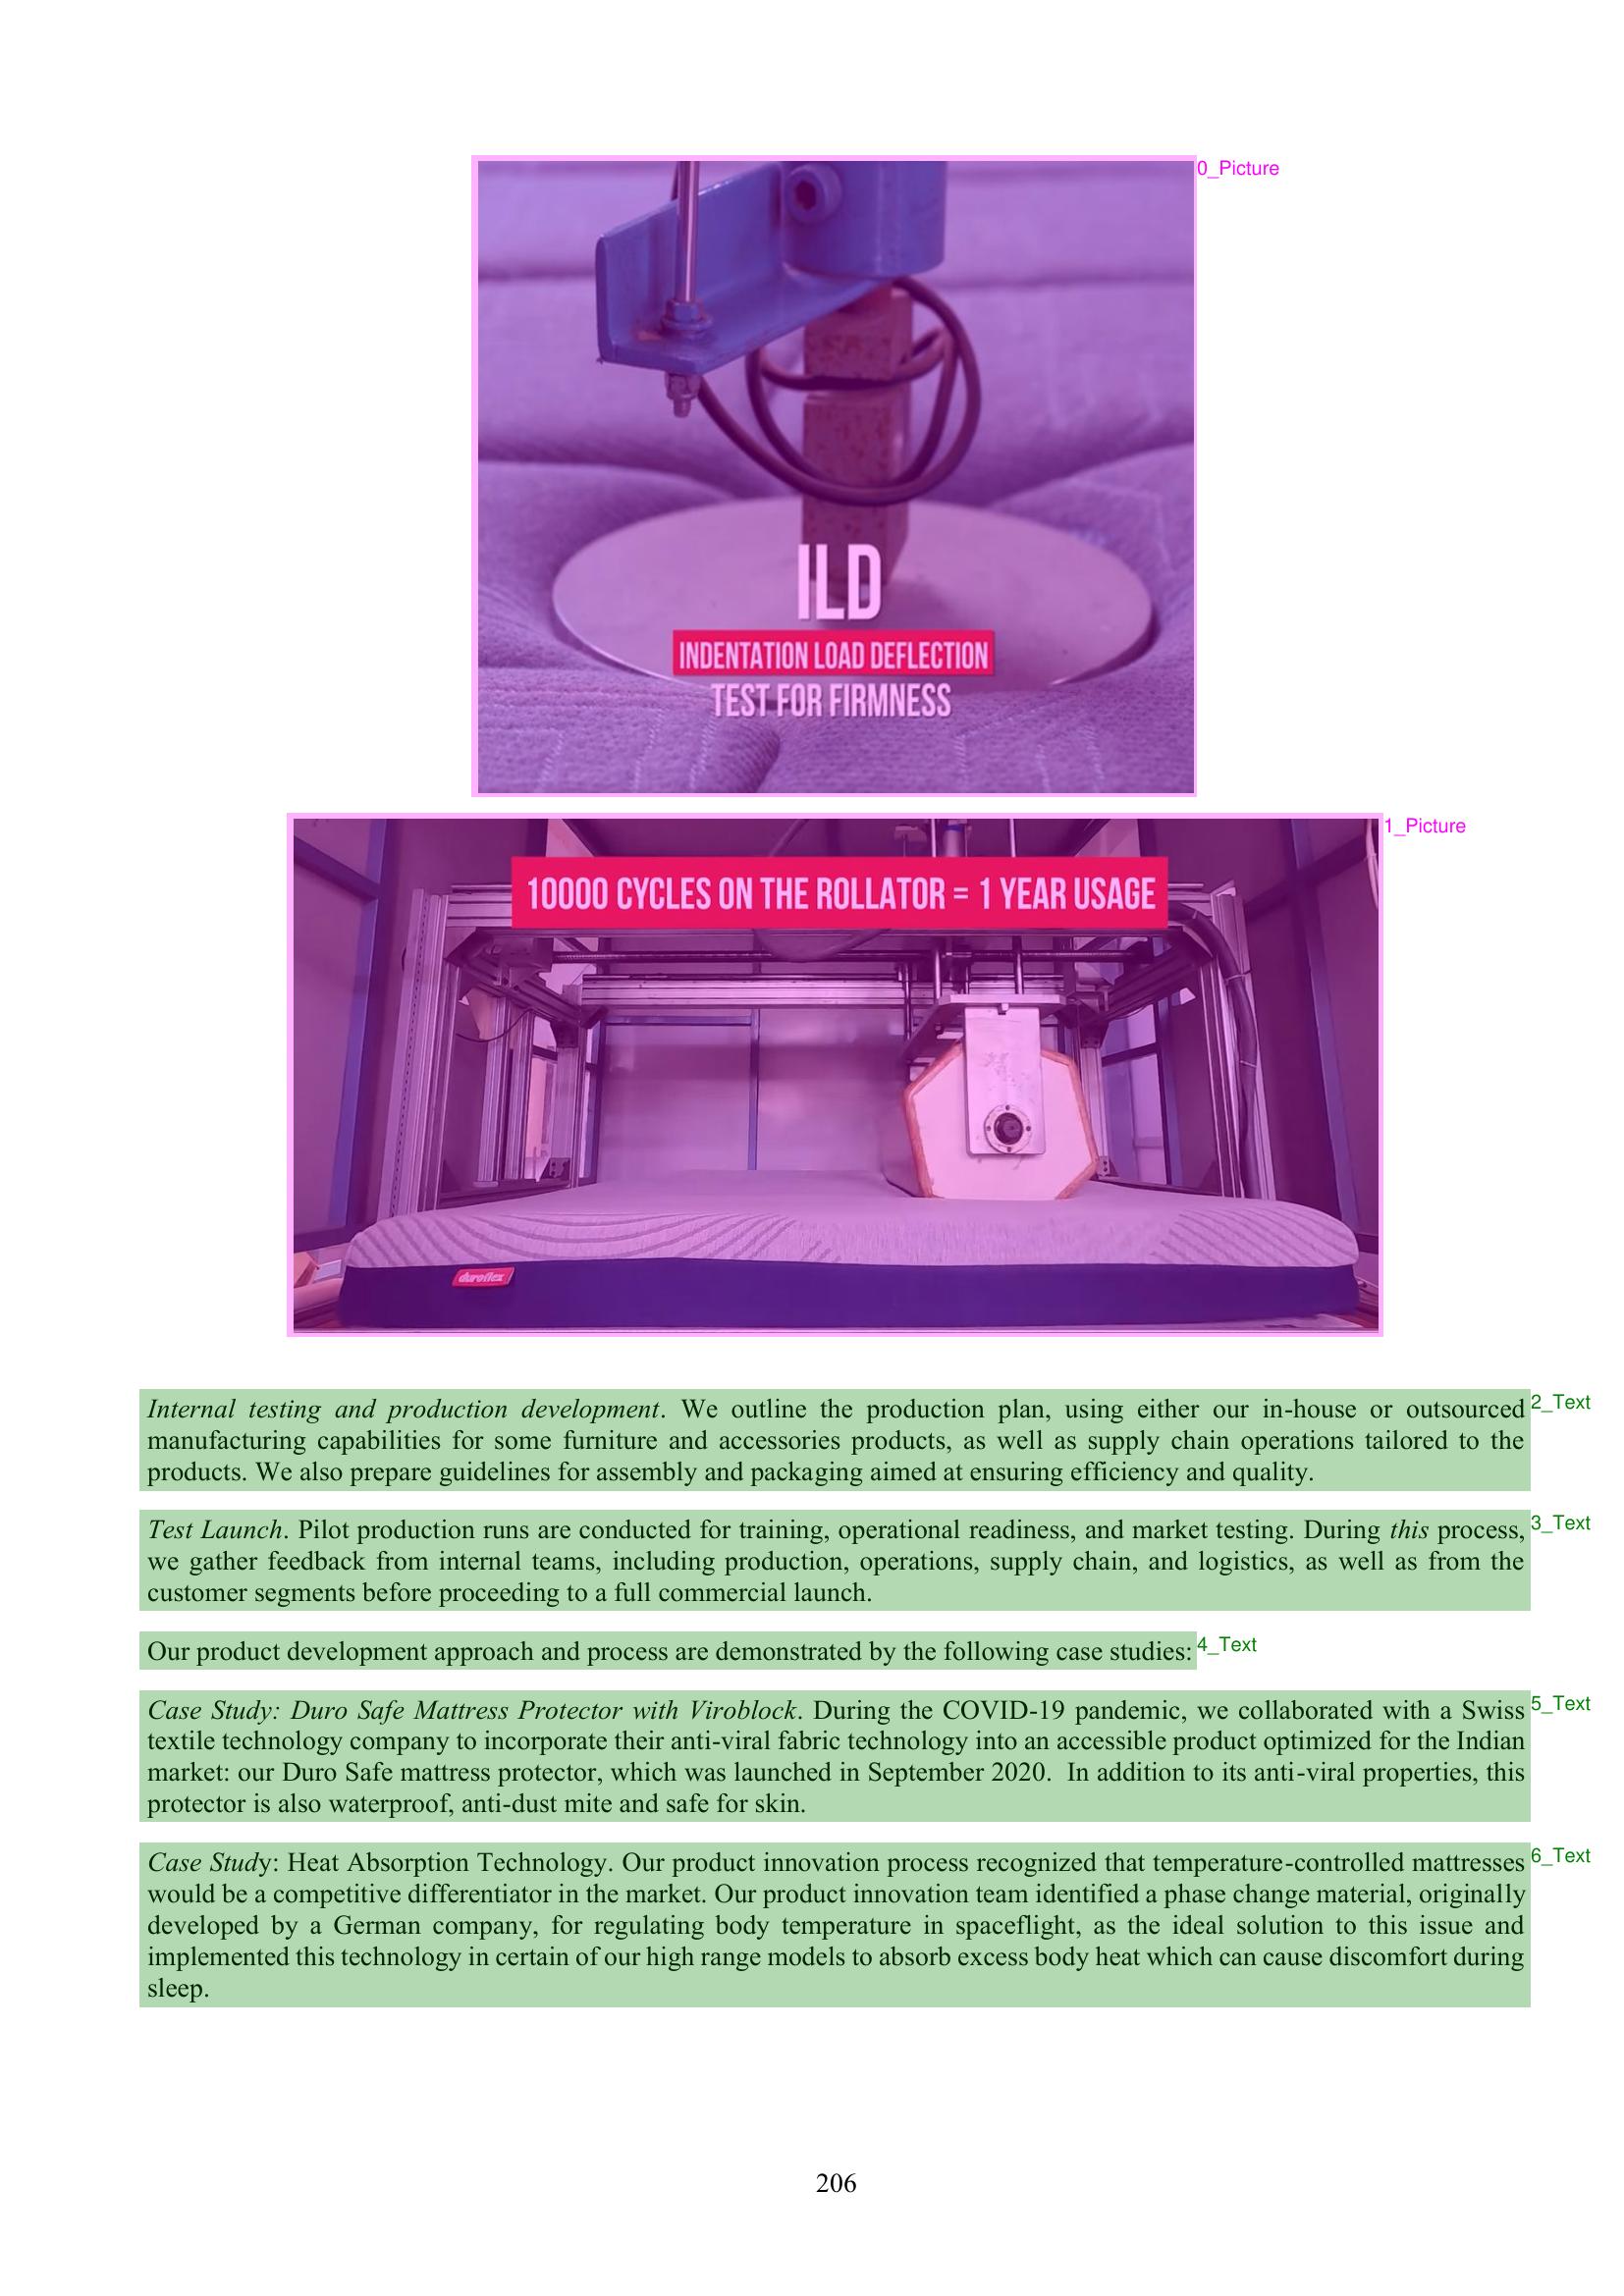 0_Picture
ILD
INDENTATION LOAD DEFLECTION
TEST FOR FIRMNESS
1_Picture
10000 CYCLES ON THE ROLLATOR = 1 YEAR USAGE
duroflex
2_Text
Internal testing and production development. We outline the production plan, using either our in-house or outsourced
manufacturing capabilities for some furniture and accessories products, as well as supply chain operations tailored to the
products. We also prepare guidelines for assembly and packaging aimed at ensuring efficiency and quality.
3_Text
Test Launch. Pilot production runs are conducted for training, operational readiness, and market testing. During this process,
we gather feedback from internal teams, including production, operations, supply chain, and logistics, as well as from the
customer segments before proceeding to a full commercial launch.
Our product development approach and process are demonstrated by the following case studies: 4_Text
5_Text
Case Study: Duro Safe Mattress Protector with Viroblock. During the COVID-19 pandemic, we collaborated with a Swiss
textile technology company to incorporate their anti-viral fabric technology into an accessible product optimized for the Indian
market: our Duro Safe mattress protector, which was launched in September 2020. In addition to its anti-viral properties, this
protector is also waterproof, anti-dust mite and safe for skin.
6_Text
Case Study: Heat Absorption Technology. Our product innovation process recognized that temperature-controlled mattresses
would be a competitive differentiator in the market. Our product innovation team identified a phase change material, originally
developed by a German company, for regulating body temperature in spaceflight, as the ideal solution to this issue and
implemented this technology in certain of our high range models to absorb excess body heat which can cause discomfort during
sleep.
206